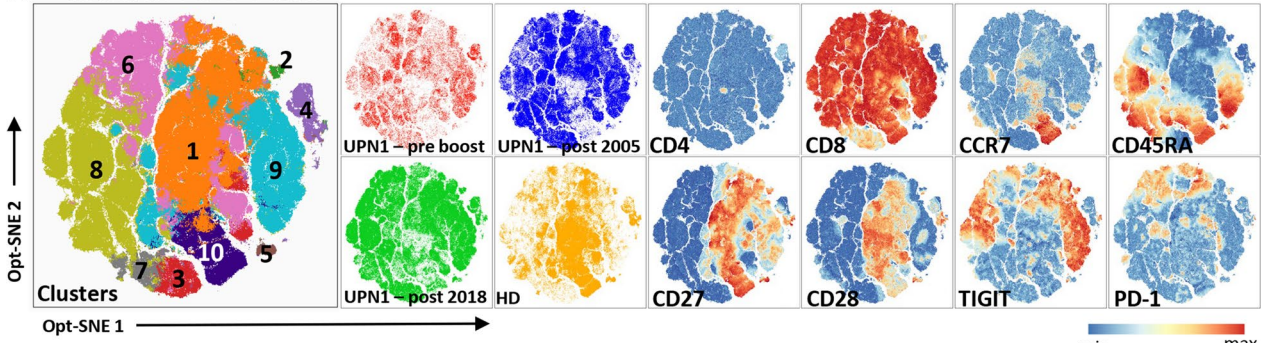 6
2
4
1
8
9
10
5
7
3
Clusters
Opt-SNE 2
Opt-SNE 1
UPN1 – pre boost
UPN1 – post 2005
CD4
CD8
CCR7
CD45RA
UPN1 – post 2018
HD
CD27
CD28
TIGIT
PD-1
max